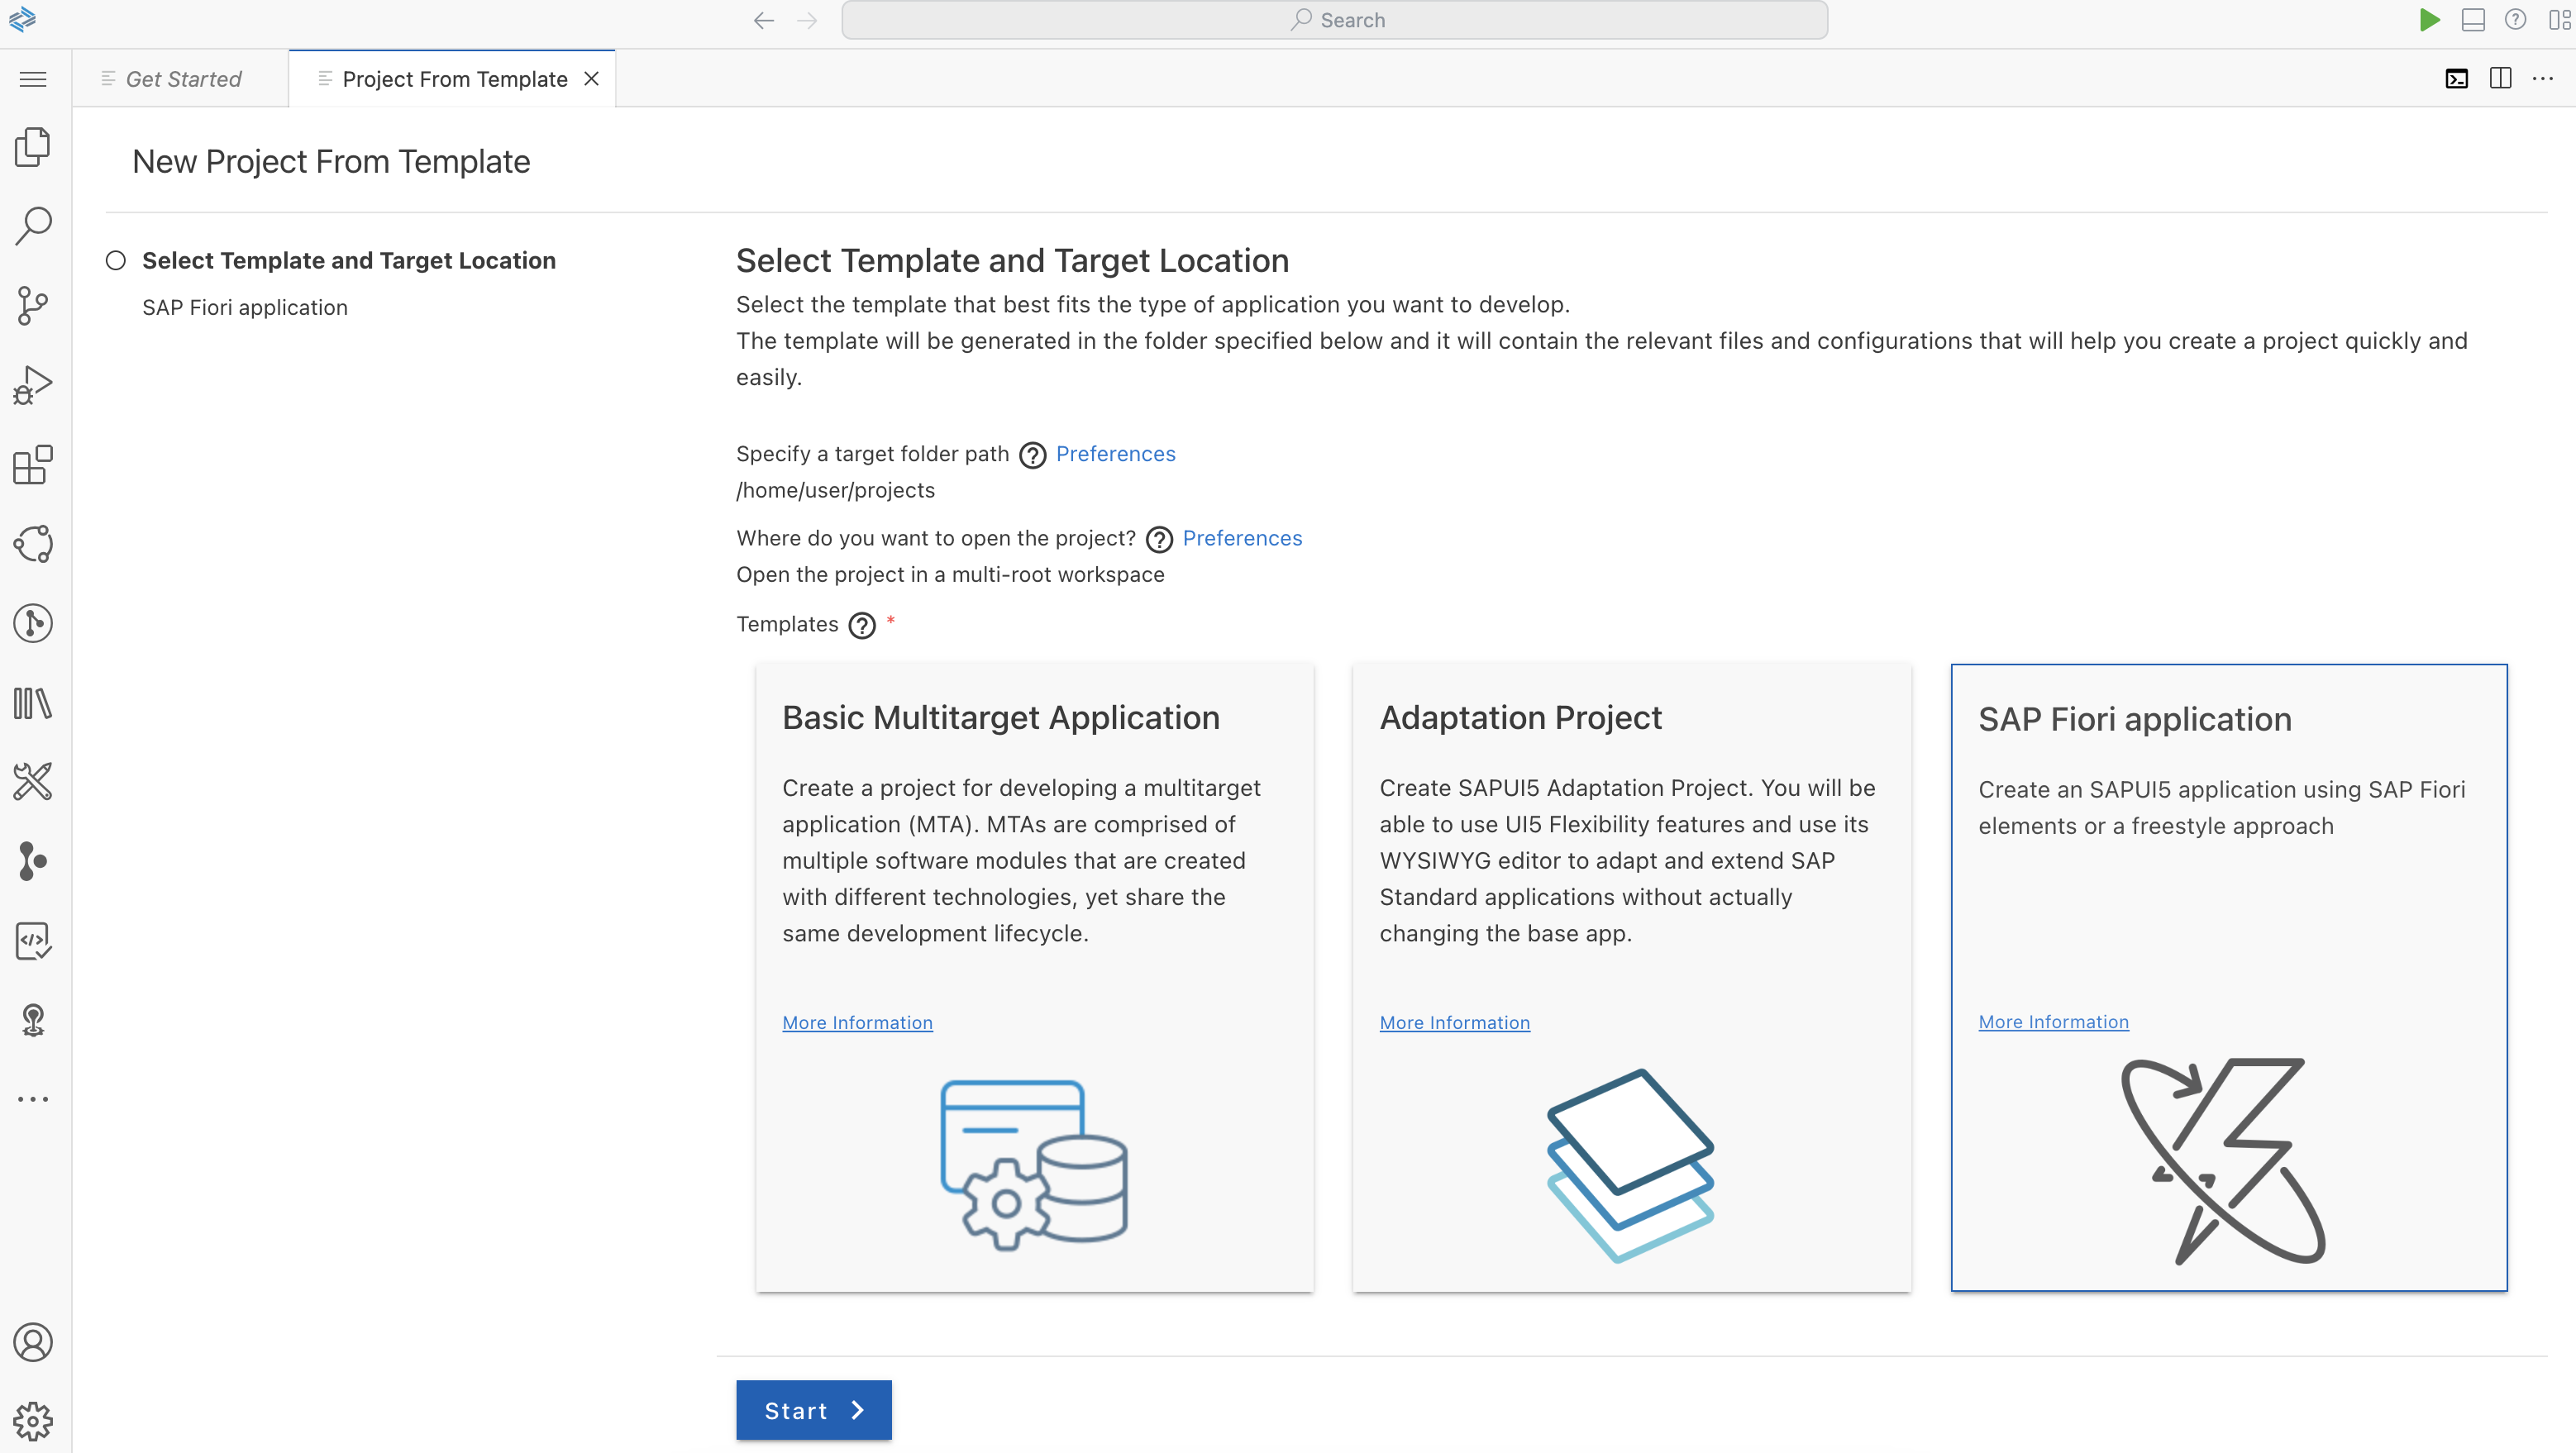 Search
Get Started
Project From Template
New Project From Template
Select Template and Target Location
SAP Fiori application
Select Template and Target Location
Select the template that best fits the type of application you want to develop.
The template will be generated in the folder specified below and it will contain the relevant files and configurations that will help you create a project quickly and
easily.
Specify a target folder path ? Preferences
/home/user/projects
Where do you want to open the project? ? Preferences
Open the project in a multi-root workspace
Templates ? *
Basic Multitarget Application
Create a project for developing a multitarget
application (MTA). MTAs are comprised of
multiple software modules that are created
with different technologies, yet share the
same development lifecycle.
More Information
Adaptation Project
Create SAPUI5 Adaptation Project. You will be
able to use UI5 Flexibility features and use its
WYSIWYG editor to adapt and extend SAP
Standard applications without actually
changing the base app.
More Information
SAP Fiori application
Create an SAPUI5 application using SAP Fiori
elements or a freestyle approach
More Information
Start